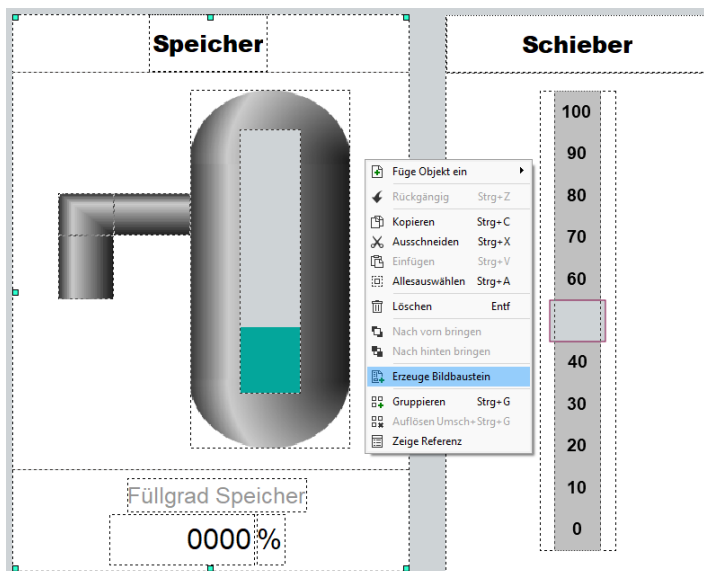 Speicher
Füllgrad Speicher
0000 %
Füge Objekt ein
Rückgängig Strg+Z
Kopieren Strg+C
Ausschneiden Strg+X
Einfügen Strg+V
Allesauswählen Strg+A
Löschen Entf
Nach vorn bringen
Nach hinten bringen
Erzeuge Bildbaustein
Gruppieren Strg+G
Auflösen Umsch+Strg+G
Zeige Referenz
Schieber
100
90
80
70
60
40
30
20
10
0